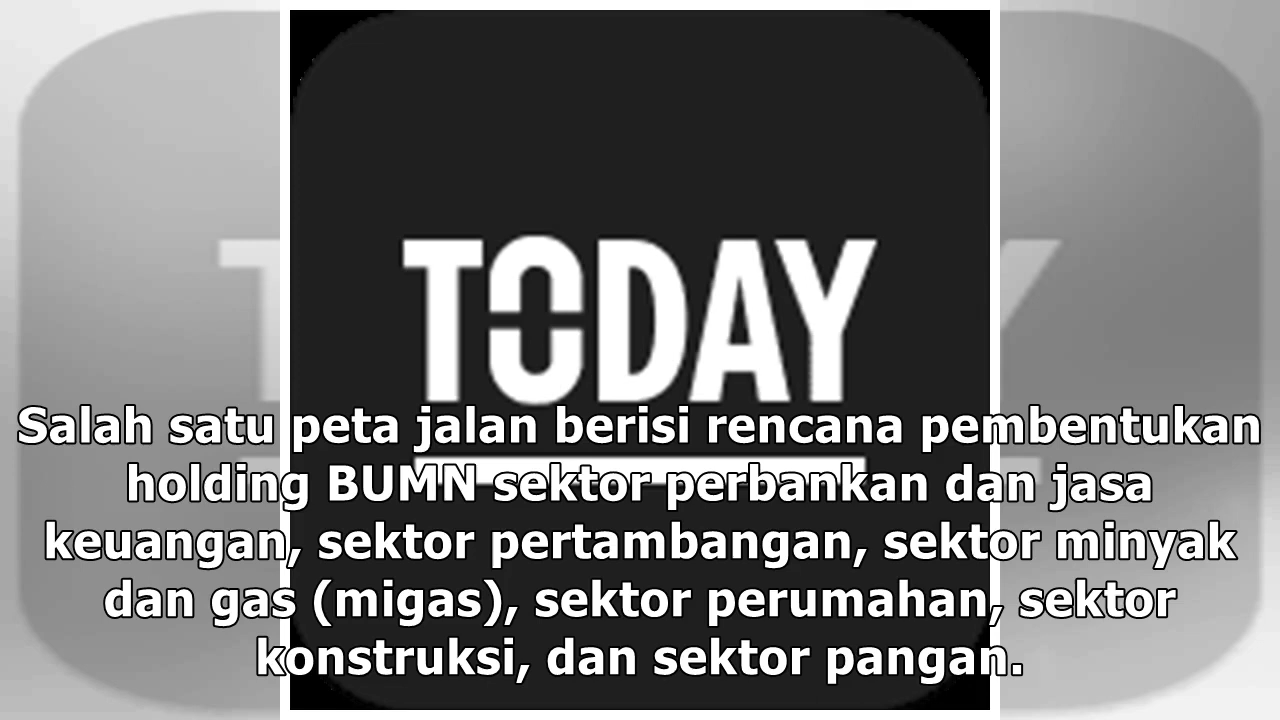 TODAY
Salah satu peta jalan berisi rencana pembentukan
holding BUMN sektor perbankan dan jasa
keuangan, sektor pertambangan, sektor minyak
dan gas (migas), sektor perumahan, sektor
konstruksi, dan sektor pangan.